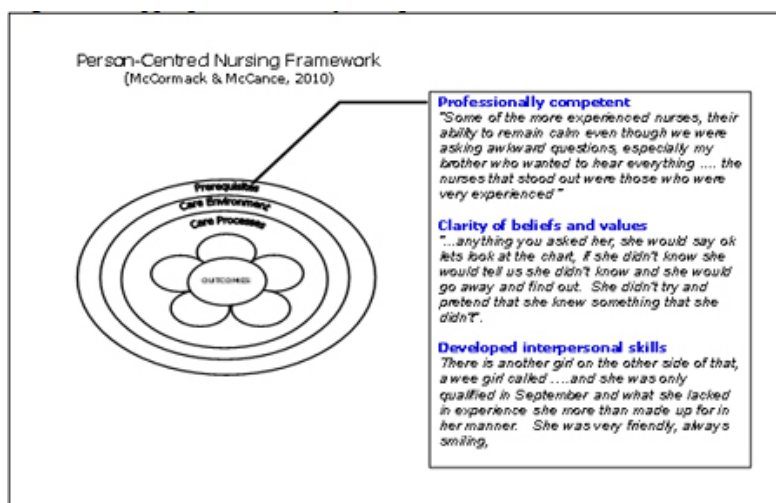 Person-Centred Nursing Framework
(McCormack & McCance, 2010)
Prerequisites
Care Environment
Care Processes
OUTCOMES
Professionally competent
"Some of the more experienced nurses, their
ability to remain calm even though we were
asking awkward questions, especially my
brother who wanted to hear everything .... the
nurses that stood out were those who were
very experienced"
Clarity of beliefs and values
"...anything you asked her, she would say ok
lets look at the chart, if she didn't know she
would tell us she didn't know and she would
go away and find out. She didn't try and
pretend that she knew something that she
didn't".
Developed interpersonal skills
There is another girl on the other side of that,
a wee girl called ....and she was only
qualified in September and what she lacked
in experience she more than made up for in
her manner. She was very friendly, always
smiling,